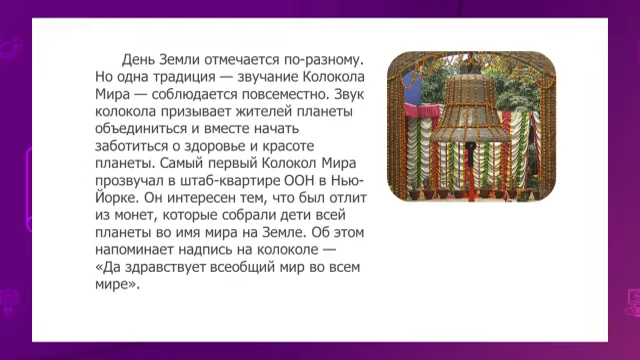 День Земли отмечается по-разному.
Но одна традиция — звучание Колокола
Мира — соблюдается повсеместно. Звук
колокола призывает жителей планеты
объединиться и вместе начать
заботиться о здоровье и красоте
планеты. Самый первый Колокол Мира
прозвучал в штаб-квартире ООН в Нью-
Йорке. Он интересен тем, что был отлит
из монет, которые собрали дети всей
планеты во имя мира на Земле. Об этом
напоминает надпись на колоколе —
«Да здравствует всеобщий мир во всем
мире».